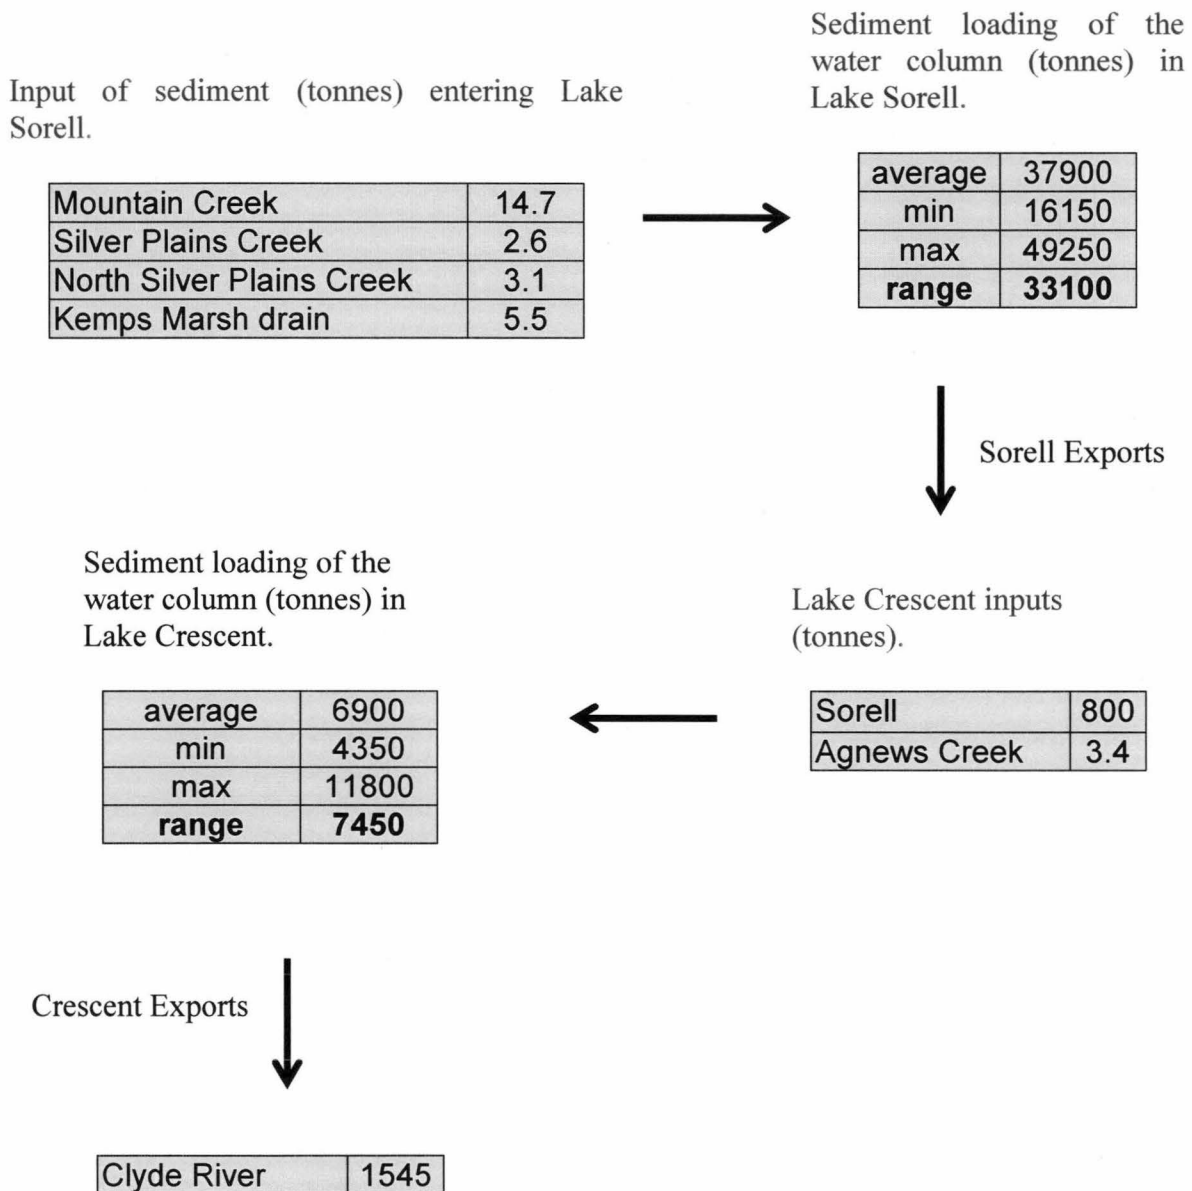 Input of sediment (tonnes) entering Lake
Sorell.
Mountain Creek 14.7
Silver Plains Creek 2.6
North Silver Plains Creek 3.1
Kemps Marsh drain 5.5
Sediment loading of the
water column (tonnes) in
Lake Sorell.
average 37900
min 16150
max 49250
range 33100
Sorell Exports
Lake Crescent inputs
(tonnes).
Sorell 800
Agnews Creek 3.4
Sediment loading of the
water column (tonnes) in
Lake Crescent.
average 6900
min 4350
max 11800
range 7450
Crescent Exports
Clyde River 1545